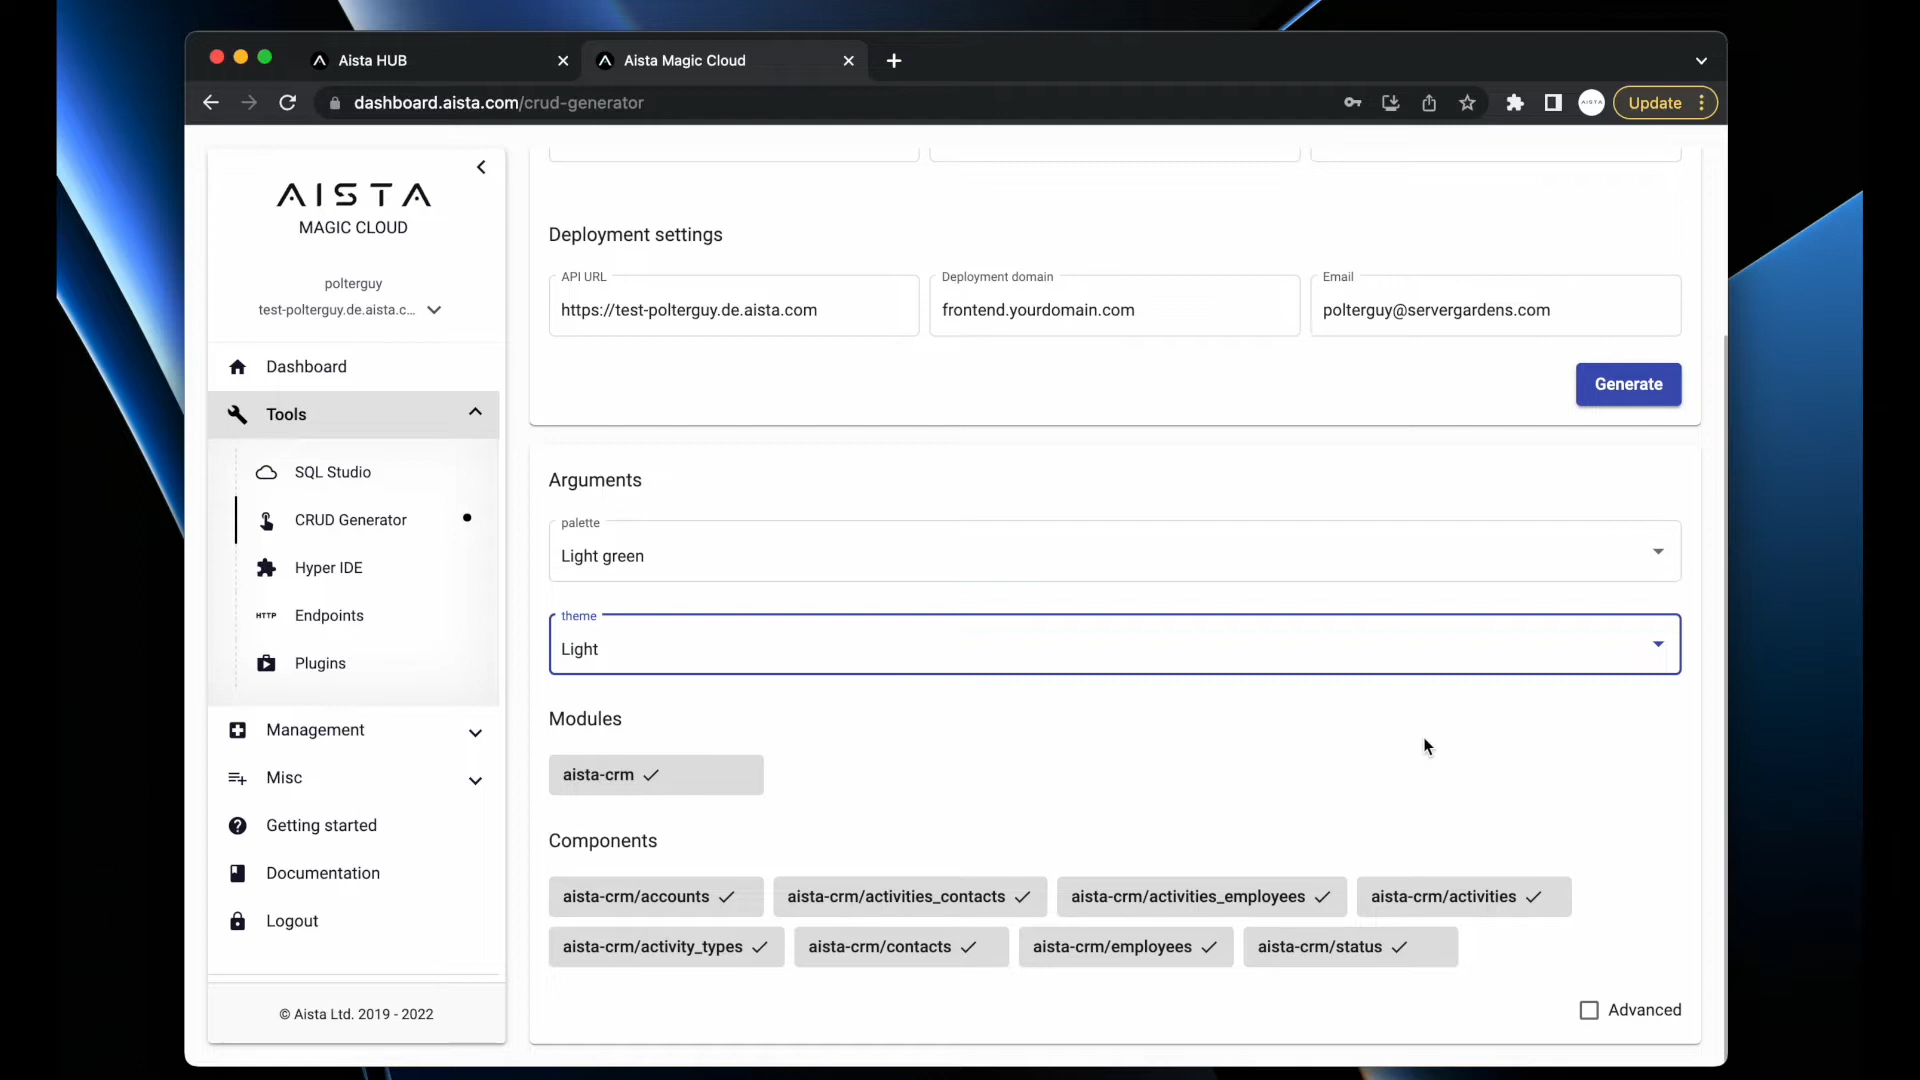 Aista HUB
Aista Magic Cloud
dashboard.aista.com/crud-generator
AISTA
Update
AISTA
MAGIC CLOUD
polterguy
test-polterguy.de.aista.c...
Dashboard
Tools
SQL Studio
CRUD Generator
Hyper IDE
HTTP Endpoints
Plugins
Management
Misc
Getting started
Documentation
Logout
© Aista Ltd. 2019 - 2022
Deployment settings
API URL
https://test-polterguy.de.aista.com
Deployment domain
frontend.yourdomain.com
Email
polterguy@servergardens.com
Generate
Arguments
palette
Light green
theme
Light
Modules
aista-crm
Components
aista-crm/accounts aista-crm/activities_contacts aista-crm/activities_employees aista-crm/activities
aista-crm/activity_types aista-crm/contacts aista-crm/employees aista-crm/status
Advanced